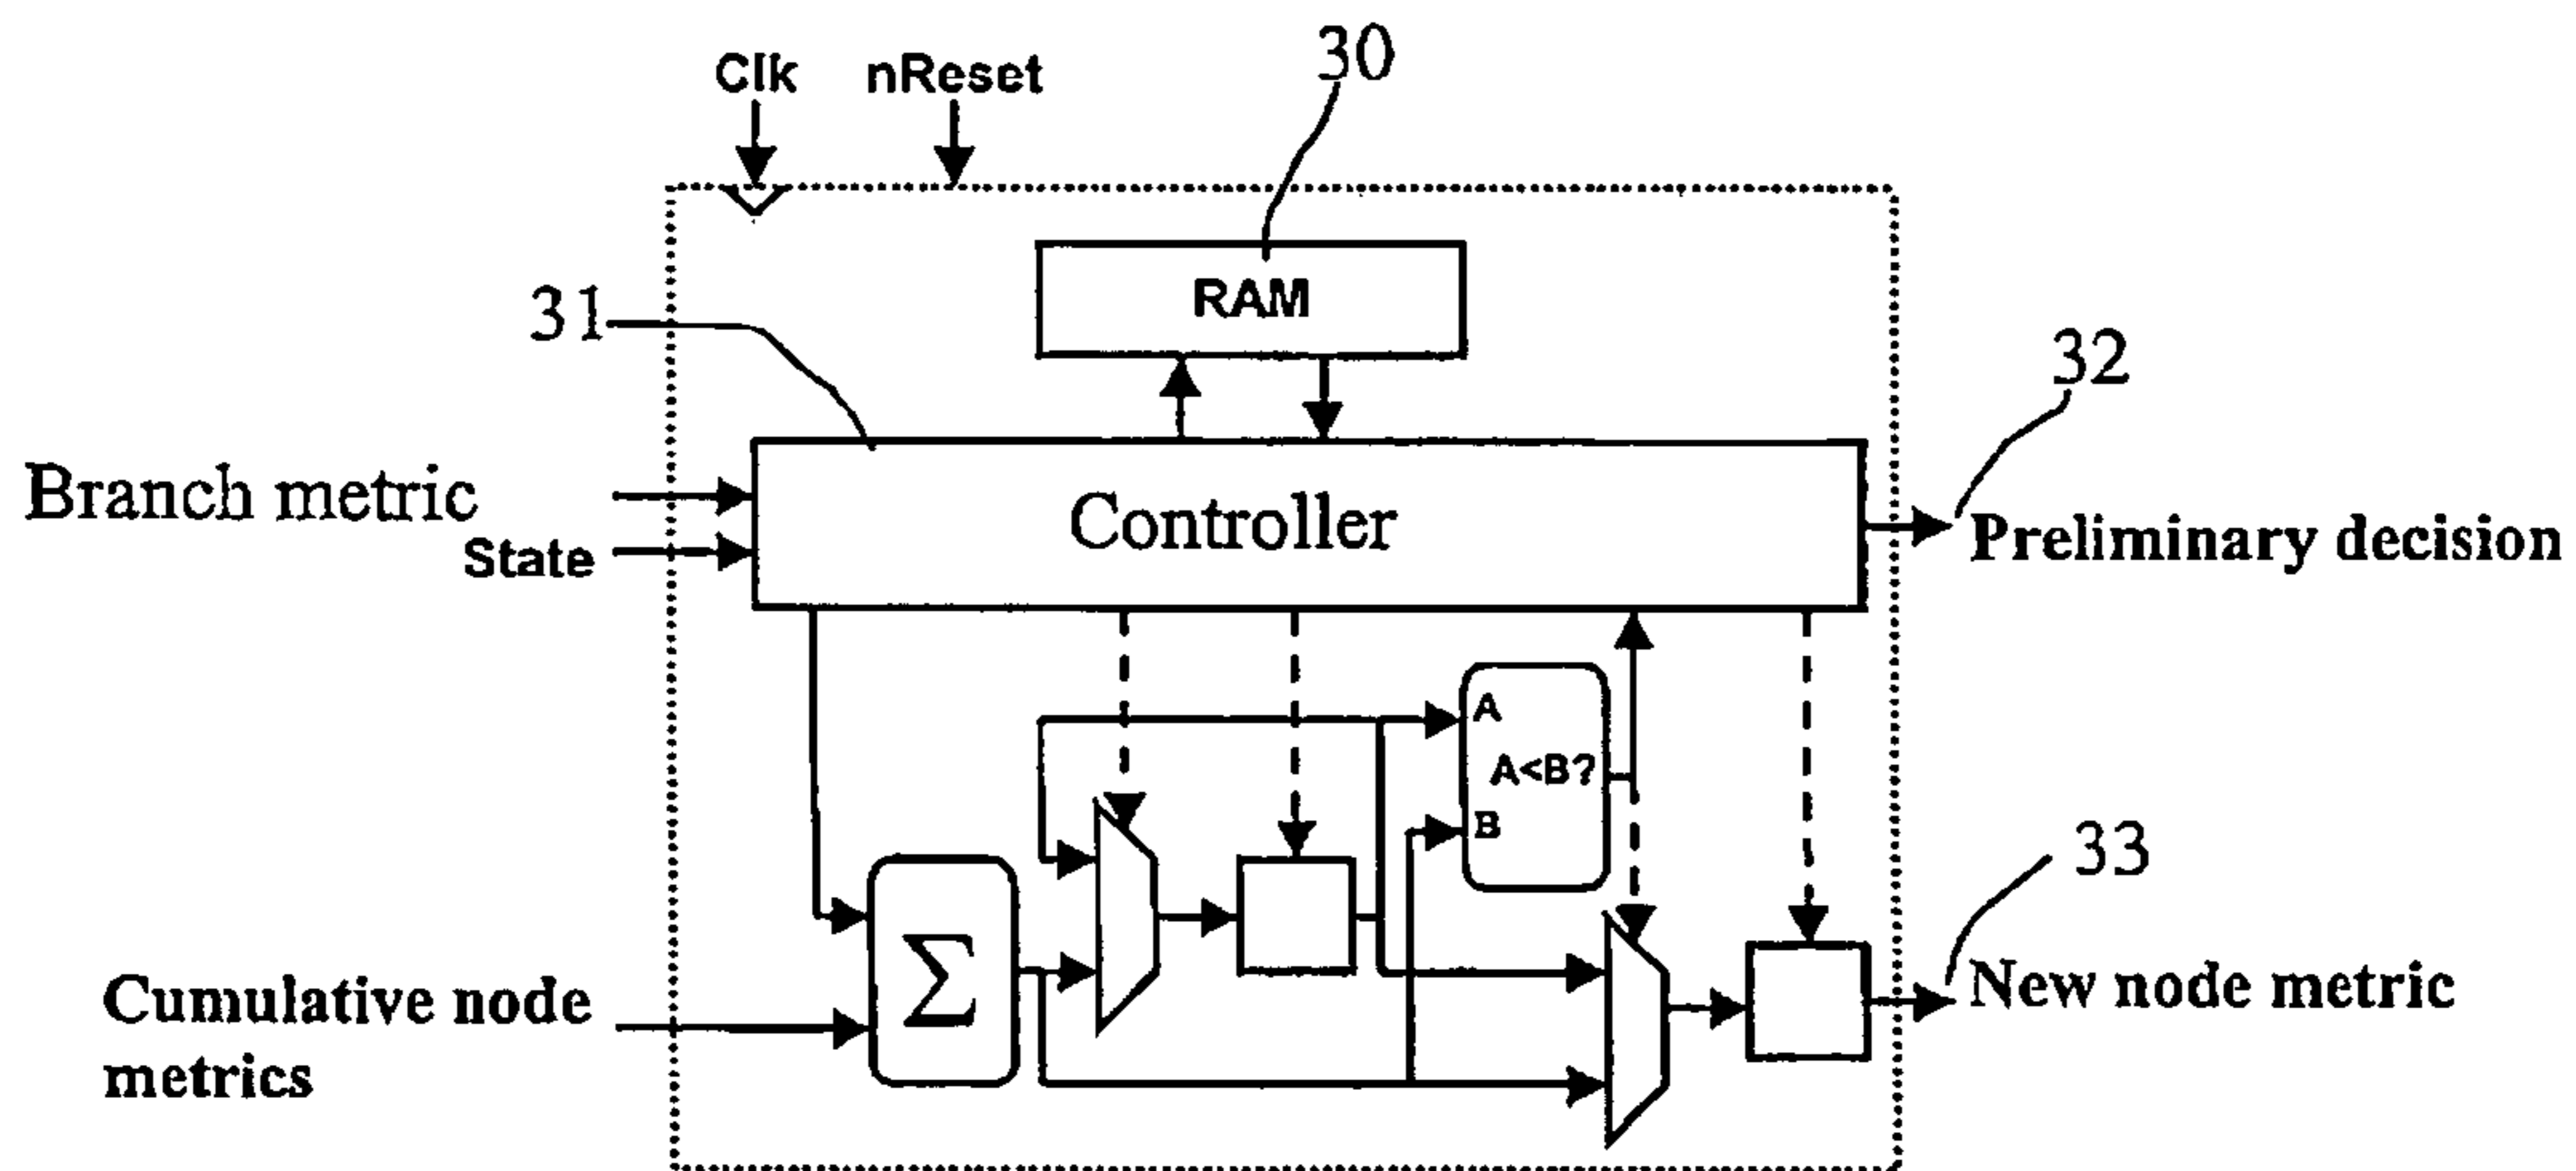 30
Clk nReset
RAM
31
32
Branch metric
Controller
Preliminary decision
State
A
A<B?
B
33
Σ
Cumulative node
metrics
New node metric